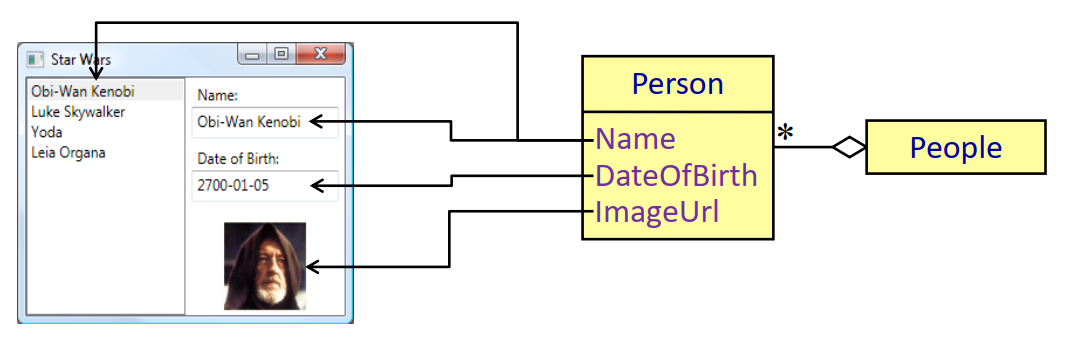 Star Wars
Obi-Wan Kenobi
Luke Skywalker
Yoda
Leia Organa
Name:
Obi-Wan Kenobi
Date of Birth:
2700-01-05
Person
Name
DateOfBirth
ImageUrl
*
People